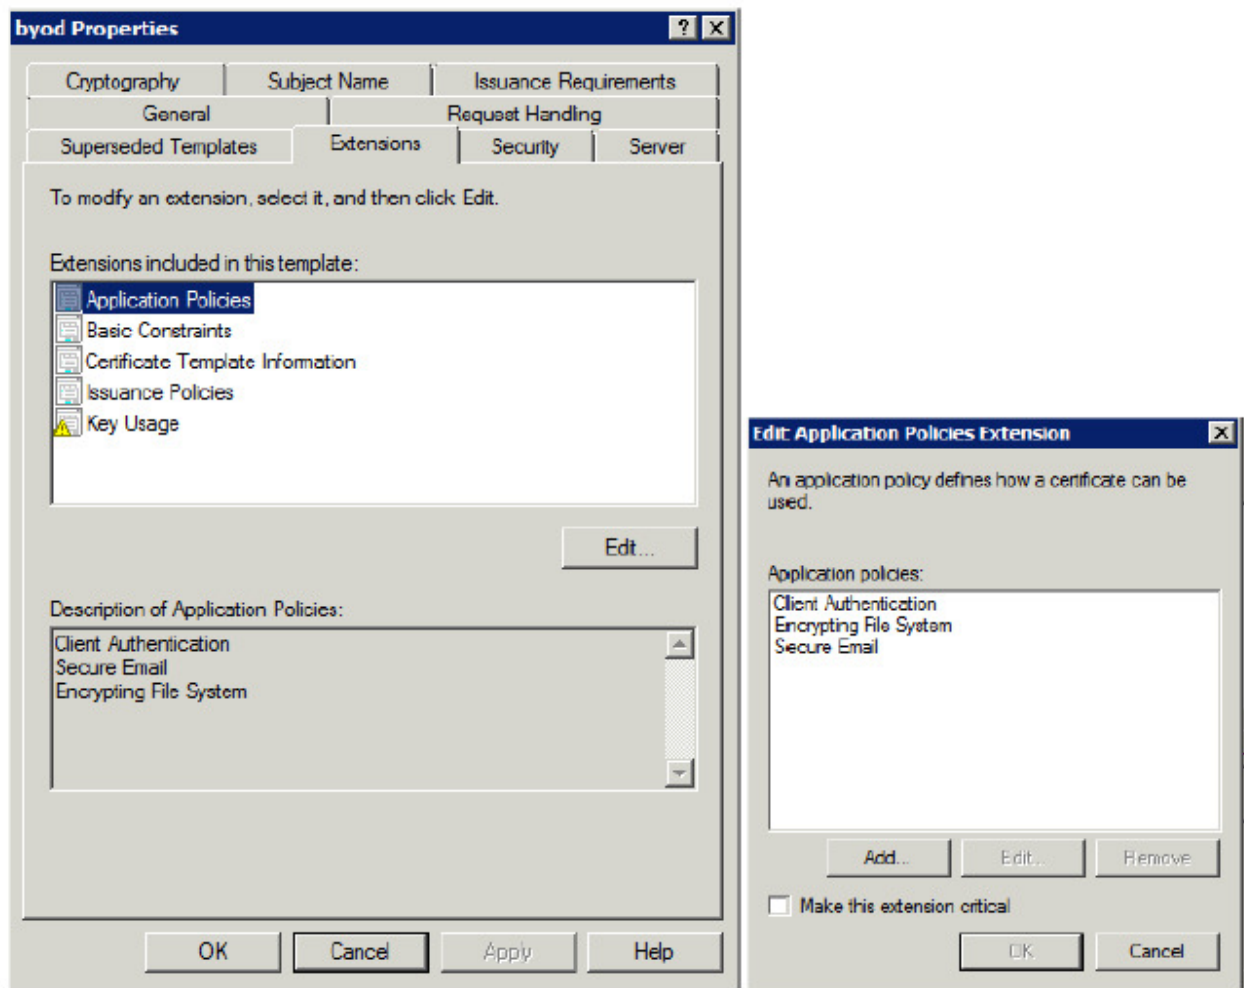 byod Properties
Cryptography
Subject Name
Issuance Requirements
General
Request Handling
Superseded Templates
Extensions
Security
Server
To modify an extension, select it, and then click Edit.
Extensions included in this template:
Application Policies
Basic Constraints
Certificate Template Information
Issuance Policies
Key Usage
Edit...
Description of Application Policies:
Client Authentication
Secure Email
Encrypting File System
OK
Cancel
Apply
Help
Edit Application Policies Extension
An application policy defines how a certificate can be
used.
Application policies:
Client Authentication
Encrypting File System
Secure Email
Add...
Edit...
Remove
Make this extension critical
OK
Cancel